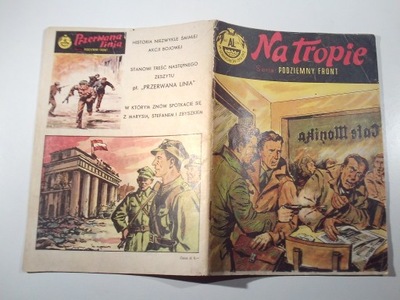 Przerwana
linia
HISTORIA NIEZWYKLE ŚMIAŁEJ
AKCJI BOJOWEJ
STANOWI TREŚĆ NASTĘPNEGO
ZESZYTU
pt. „PRZERWANA LINIA"
W KTÓRYM ZNÓW SPOTKACIE SIĘ
Z MARYSIĄ, STEFANEM I ZBYSZKIEM
AL
Na tropie
Seria: PODZIEMNY FRONT
Cafe Monika